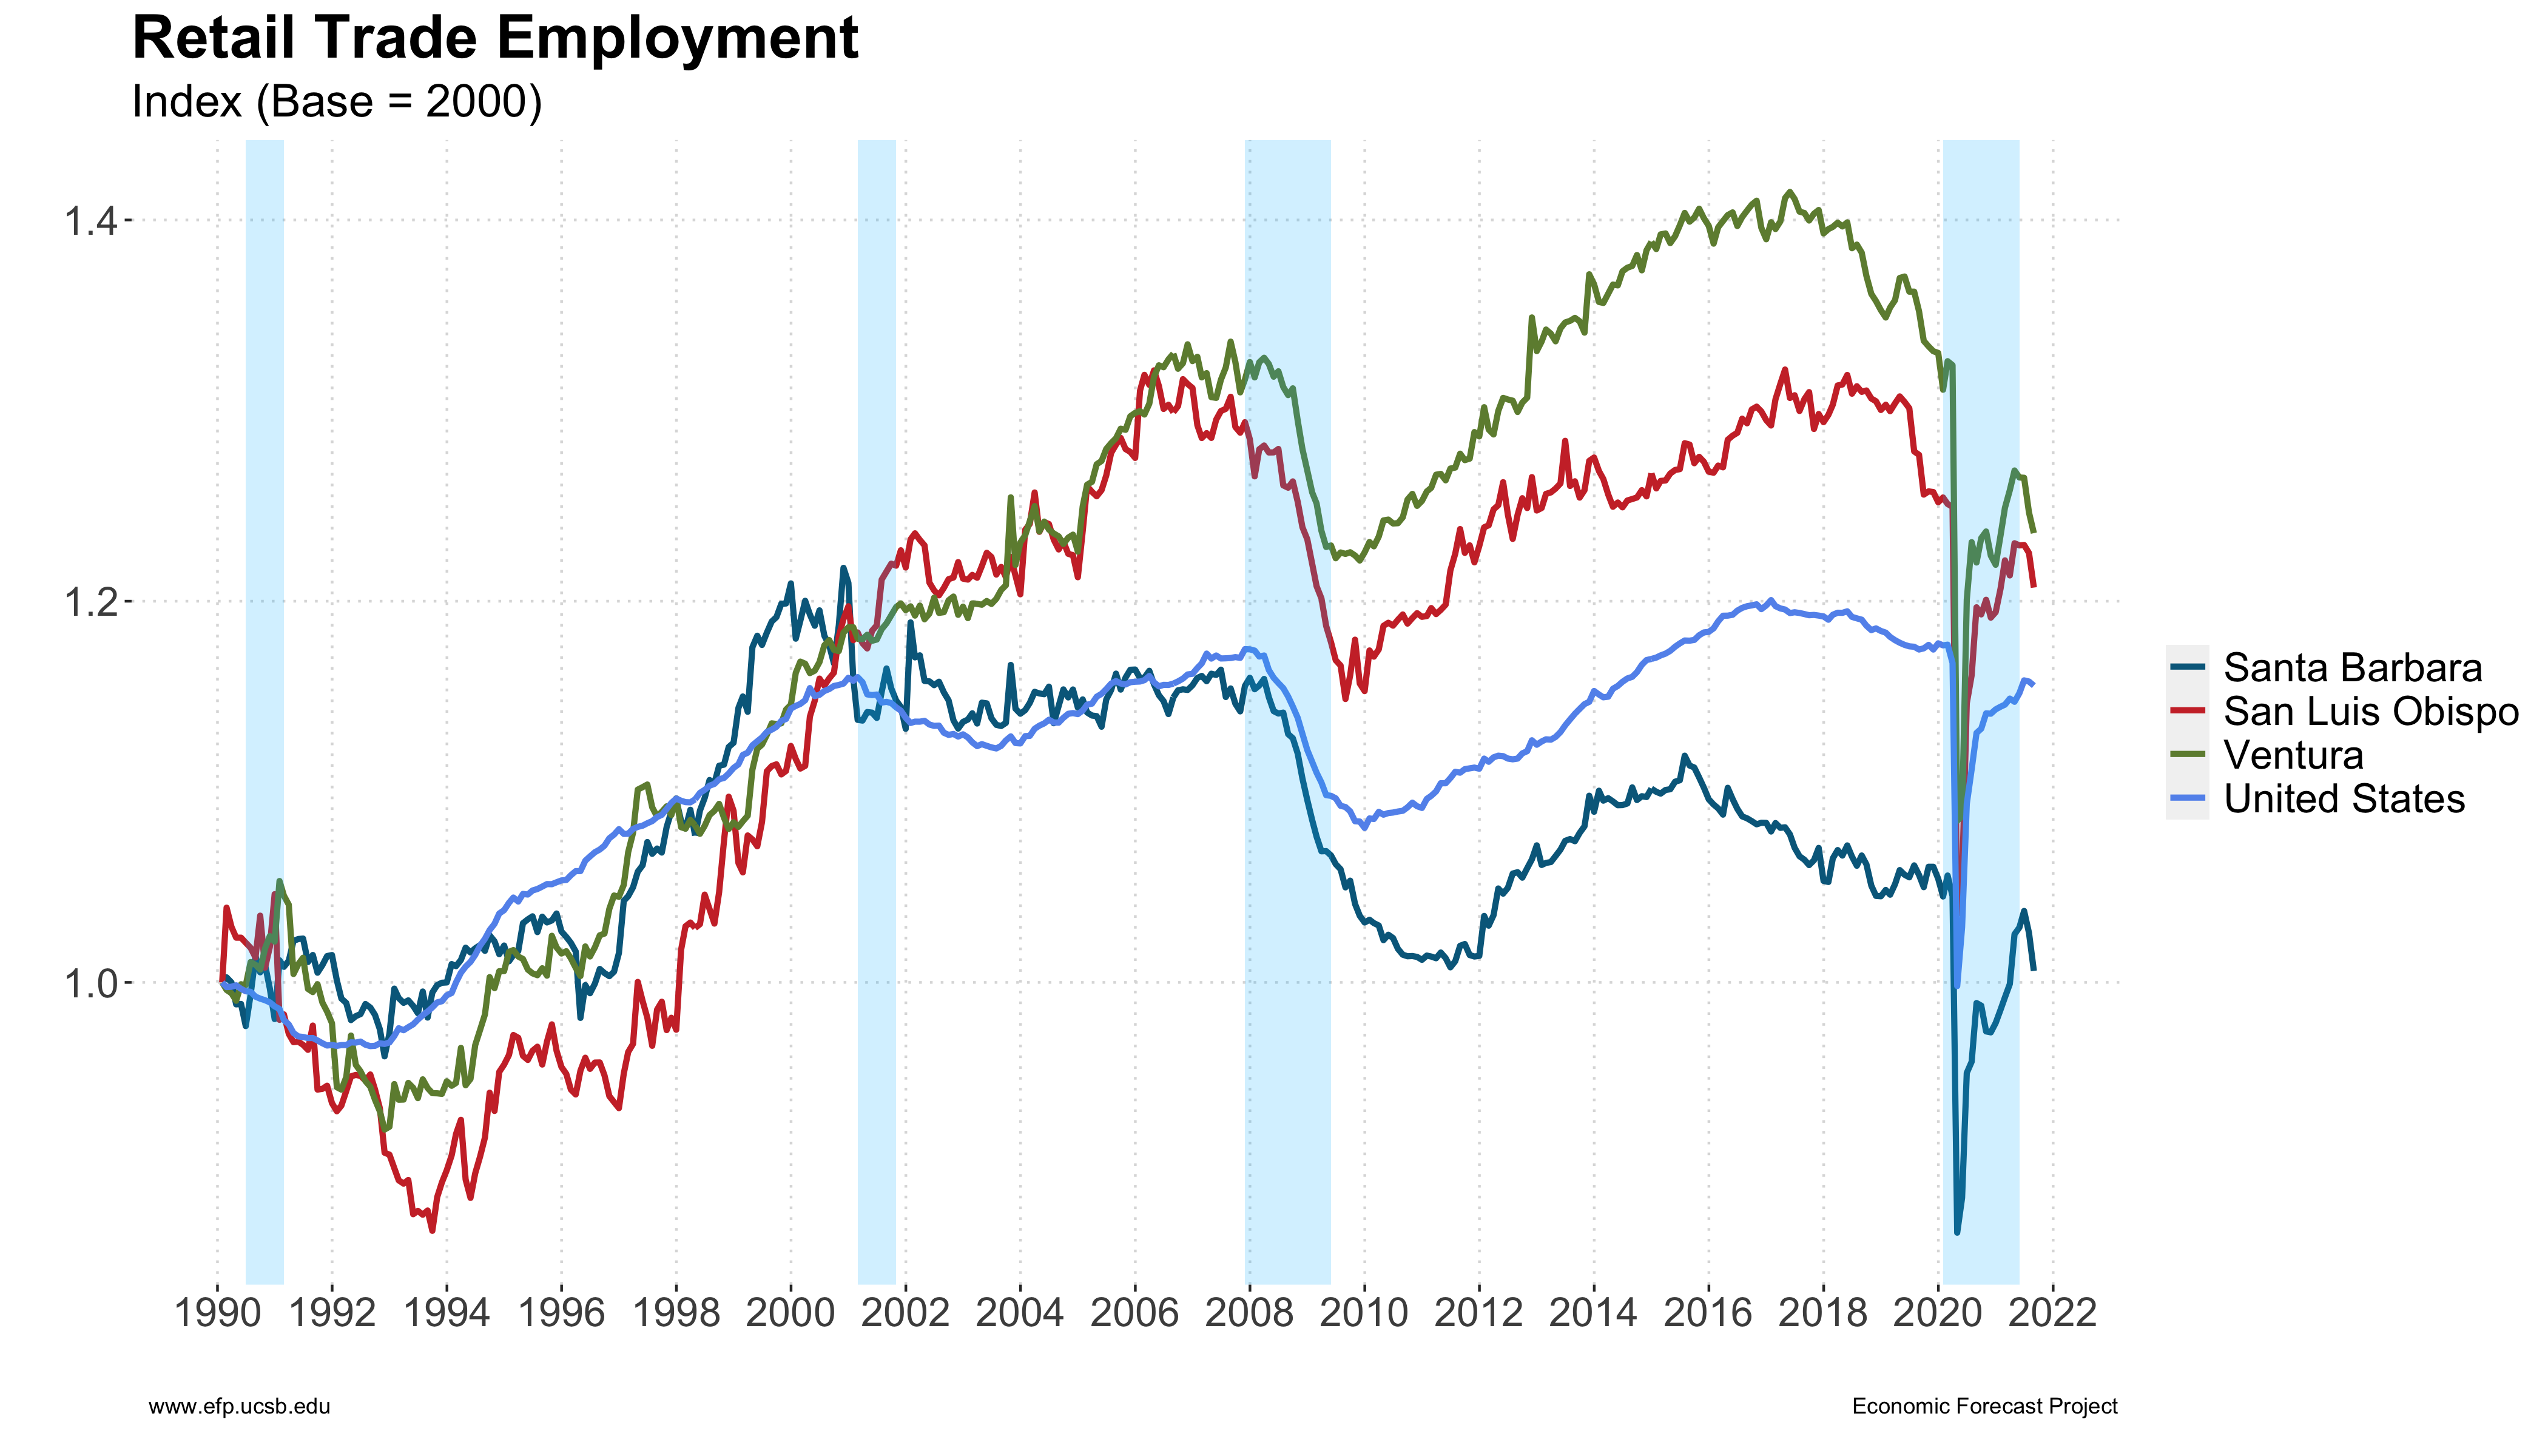 Retail Trade Employment
Index (Base = 2000)
1.4
1.2
1.0
1990 1992 1994 1996 1998 2000 2002 2004 2006 2008 2010 2012 2014 2016 2018 2020 2022
Santa Barbara
San Luis Obispo
Ventura
United States
www.efp.ucsb.edu
Economic Forecast Project